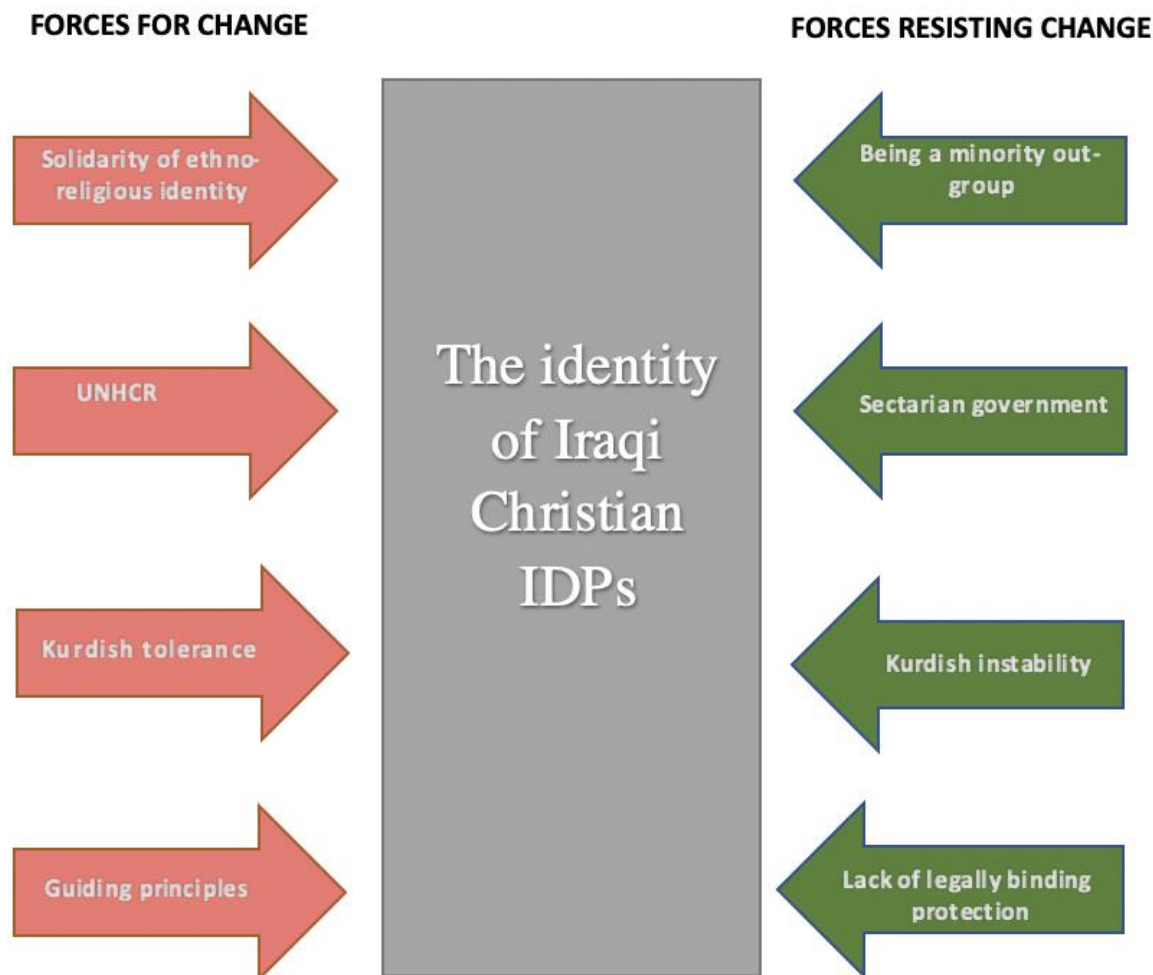 FORCES FOR CHANGE
FORCES RESISTING CHANGE
Solidarity of ethno-
religious identity
UNHCR
Kurdish tolerance
Guiding principles
The identity
of Iraqi
Christian
IDPs
Being a minority out-
group
Sectarian government
Kurdish instability
Lack of legally binding
protection